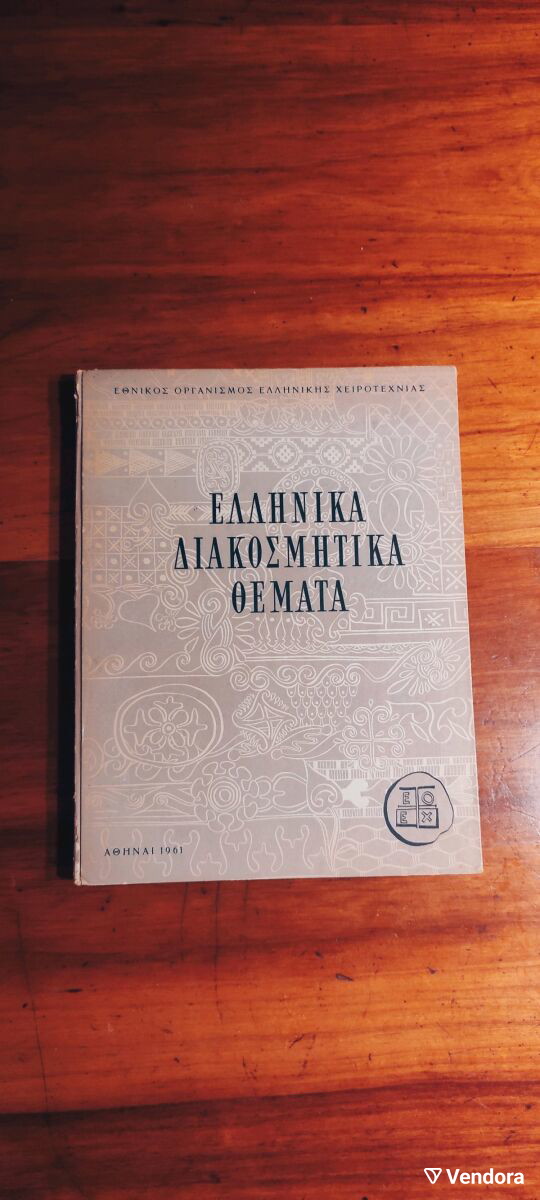 ΕΘΝΙΚΟΣ ΟΡΓΑΝΙΣΜΟΣ ΕΛΛΗΝΙΚΗΣ ΧΕΙΡΟΤΕΧΝΙΑΣ
ΕΛΛΗΝΙΚΑ
ΔΙΑΚΟΣΜΗΤΙΚΑ
ΘΕΜΑΤΑ
Ε Ο
Ε Χ
ΑΘΗΝΑΙ 1961
Vendora